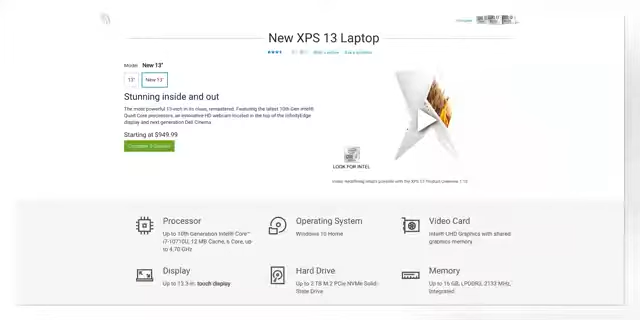 New XPS 13 Laptop
Model: New 13"
13" New 13"
Stunning inside and out
The most powerful 13-inch in its class, remastered. Featuring the latest 10th Gen Intel®
Quad Core processors, an innovative HD webcam located in the top of the InfinityEdge
display and next generation Dell Cinema
Starting at $949.99
LOOK FOR INTEL
Processor
Up to 10th Generation Intel® Core™
i7-10710U, 12 MB Cache, 6 Core, up
to 4.70 GHz
Operating System
Windows 10 Home
Video Card
Intel® UHD Graphics with shared
graphics memory
Display
Up to 13.3-in. touch display
Hard Drive
Up to 2 TB M.2 PCIe NVMe Solid-
State Drive
Memory
Up to 16 GB, LPDDR3, 2133 MHz,
Integrated